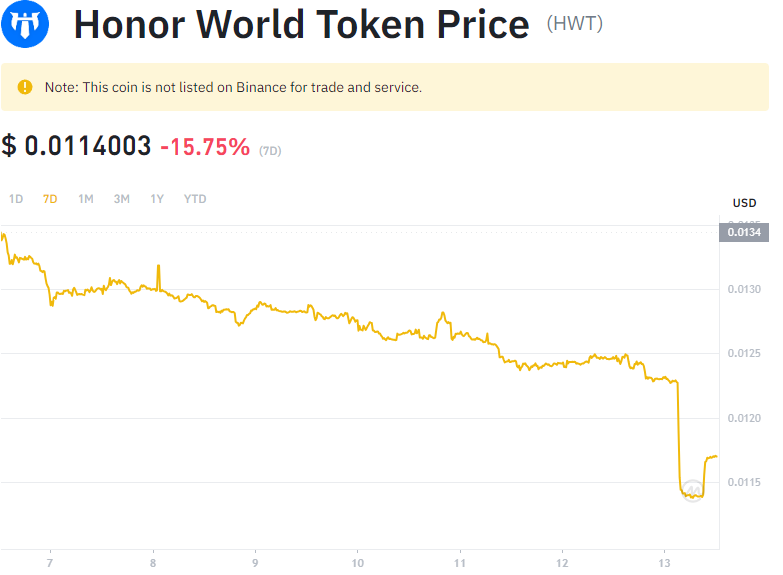 Honor World Token Price (HWT)
Note: This coin is not listed on Binance for trade and service.
$ 0.0114003 -15.75% (7D)
1D 7D 1M 3M 1Y YTD
USD
0.0134
0.0130
0.0125
0.0120
0.0115
7 8 9 10 11 12 13